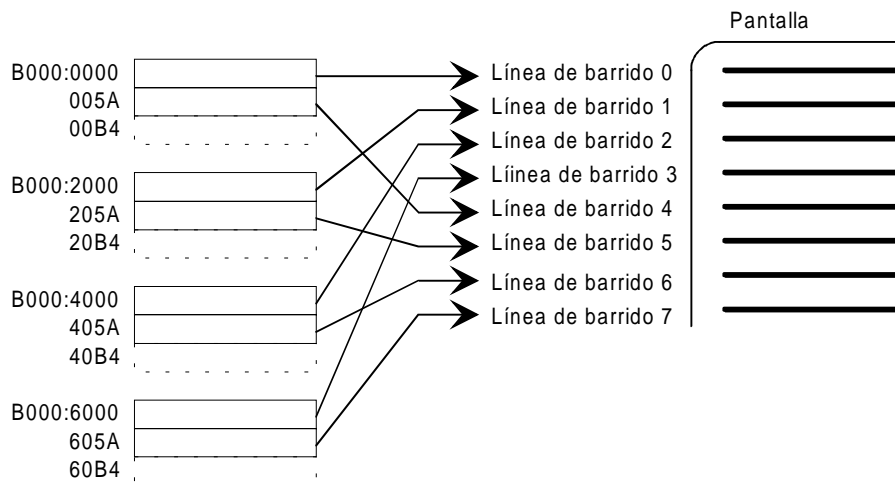 Pantalla
B000:0000
005A
00B4
B000:2000
205A
20B4
B000:4000
405A
40B4
B000:6000
605A
60B4
Línea de barrido 0
Línea de barrido 1
Línea de barrido 2
Líinea de barrido 3
Línea de barrido 4
Línea de barrido 5
Línea de barrido 6
Línea de barrido 7